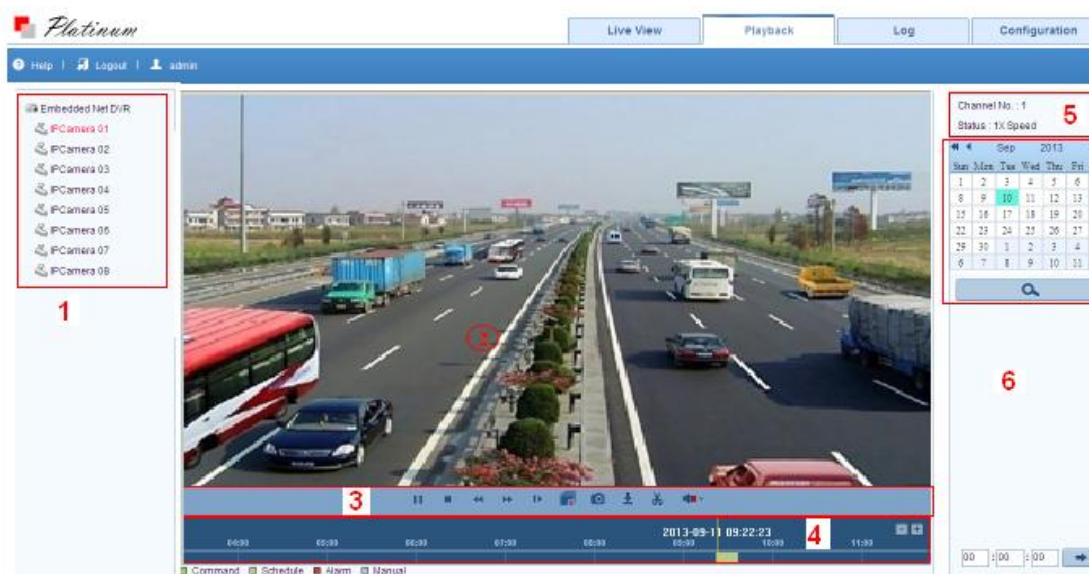 Platinum
Live View Playback Log Configuration
Help | Logout | admin
Embedded Net DVR
IPCamera 01
IPCamera 02
IPCamera 03
IPCamera 04
IPCamera 05
IPCamera 06
IPCamera 07
IPCamera 08
1
2
Channel No. : 1
Status : 1X Speed
5
Sep 2013
Sun Mon Tue Wed Thu Fri
1 2 3 4 5 6
8 9 10 11 12 13
15 16 17 18 19 20
22 23 24 25 26 27
29 30 1 2 3 4
6 7 8 9 10 11
6
3
2013-09-11 09:22:23
4
04:00 05:00 06:00 07:00 08:00 09:00 10:00 11:00
Command Schedule Alarm Manual
00 :00 :00